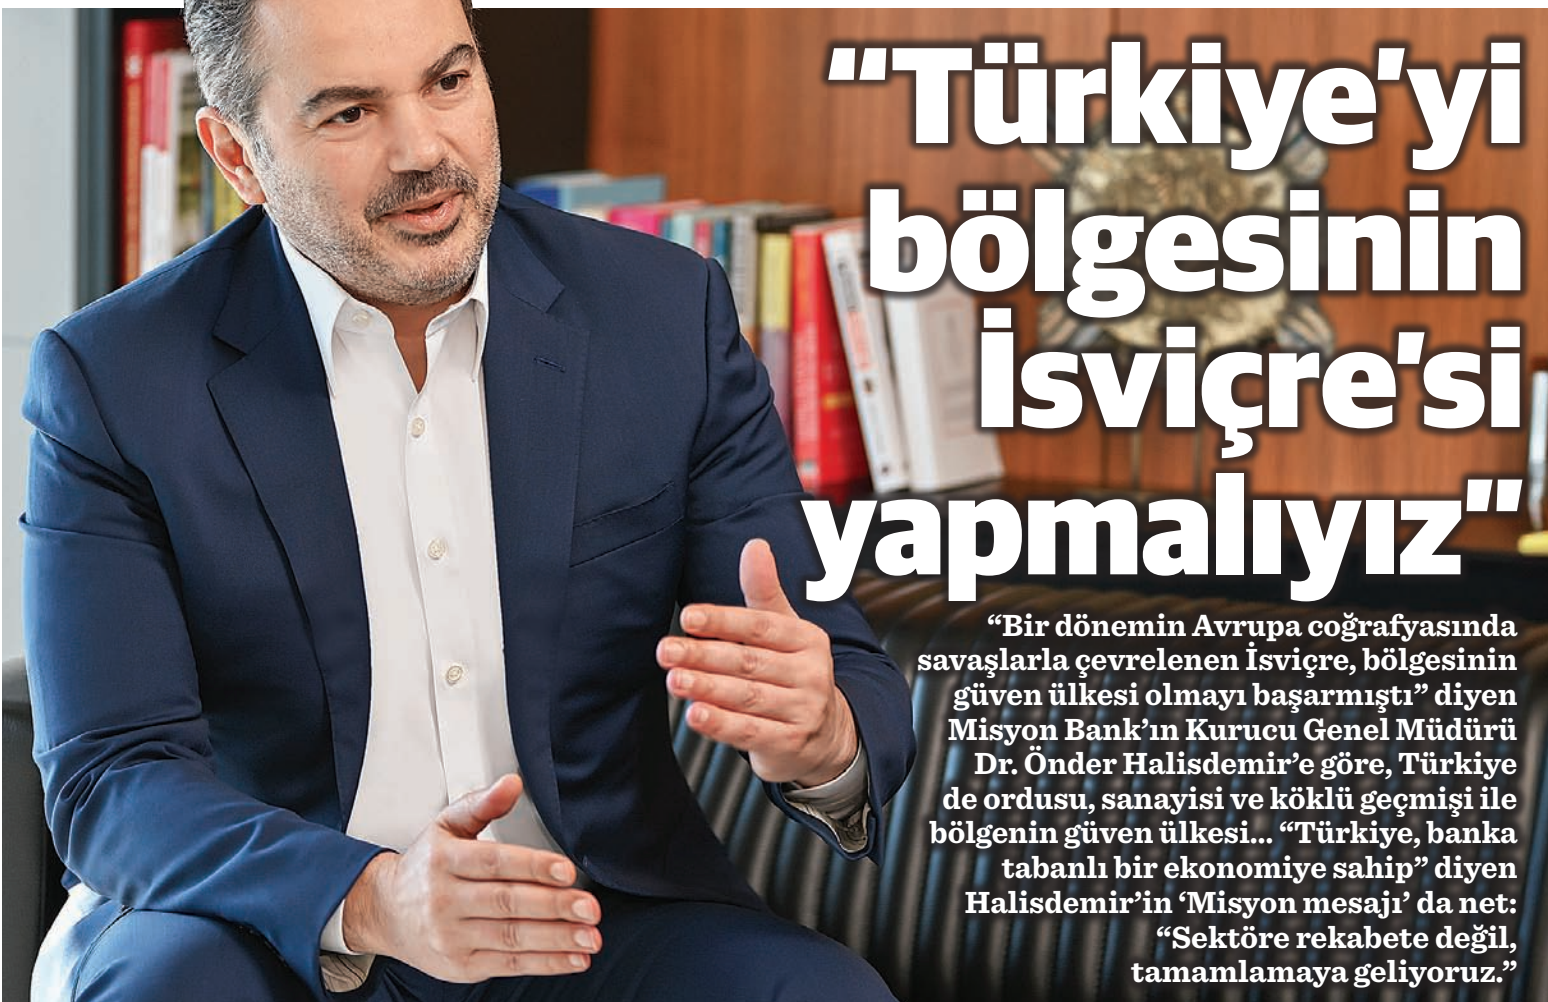 “Türkiye’yi
bölgesinin
İsviçre’si
yapmalıyız”
“Bir dönemin Avrupa coğrafyasında
savaşlarla çevrelenen İsviçre, bölgesinin
güven ülkesi olmayı başarmıştı” diyen
Misyon Bank’ın Kurucu Genel Müdürü
Dr. Önder Halisdemir’e göre, Türkiye
de ordusu, sanayisi ve köklü geçmişi ile
bölgenin güven ülkesi... “Türkiye, banka
tabanlı bir ekonomiye sahip” diyen
Halisdemir’in ‘Misyon mesajı’ da net:
“Sektöre rekabete değil,
tamamlamaya geliyoruz.”